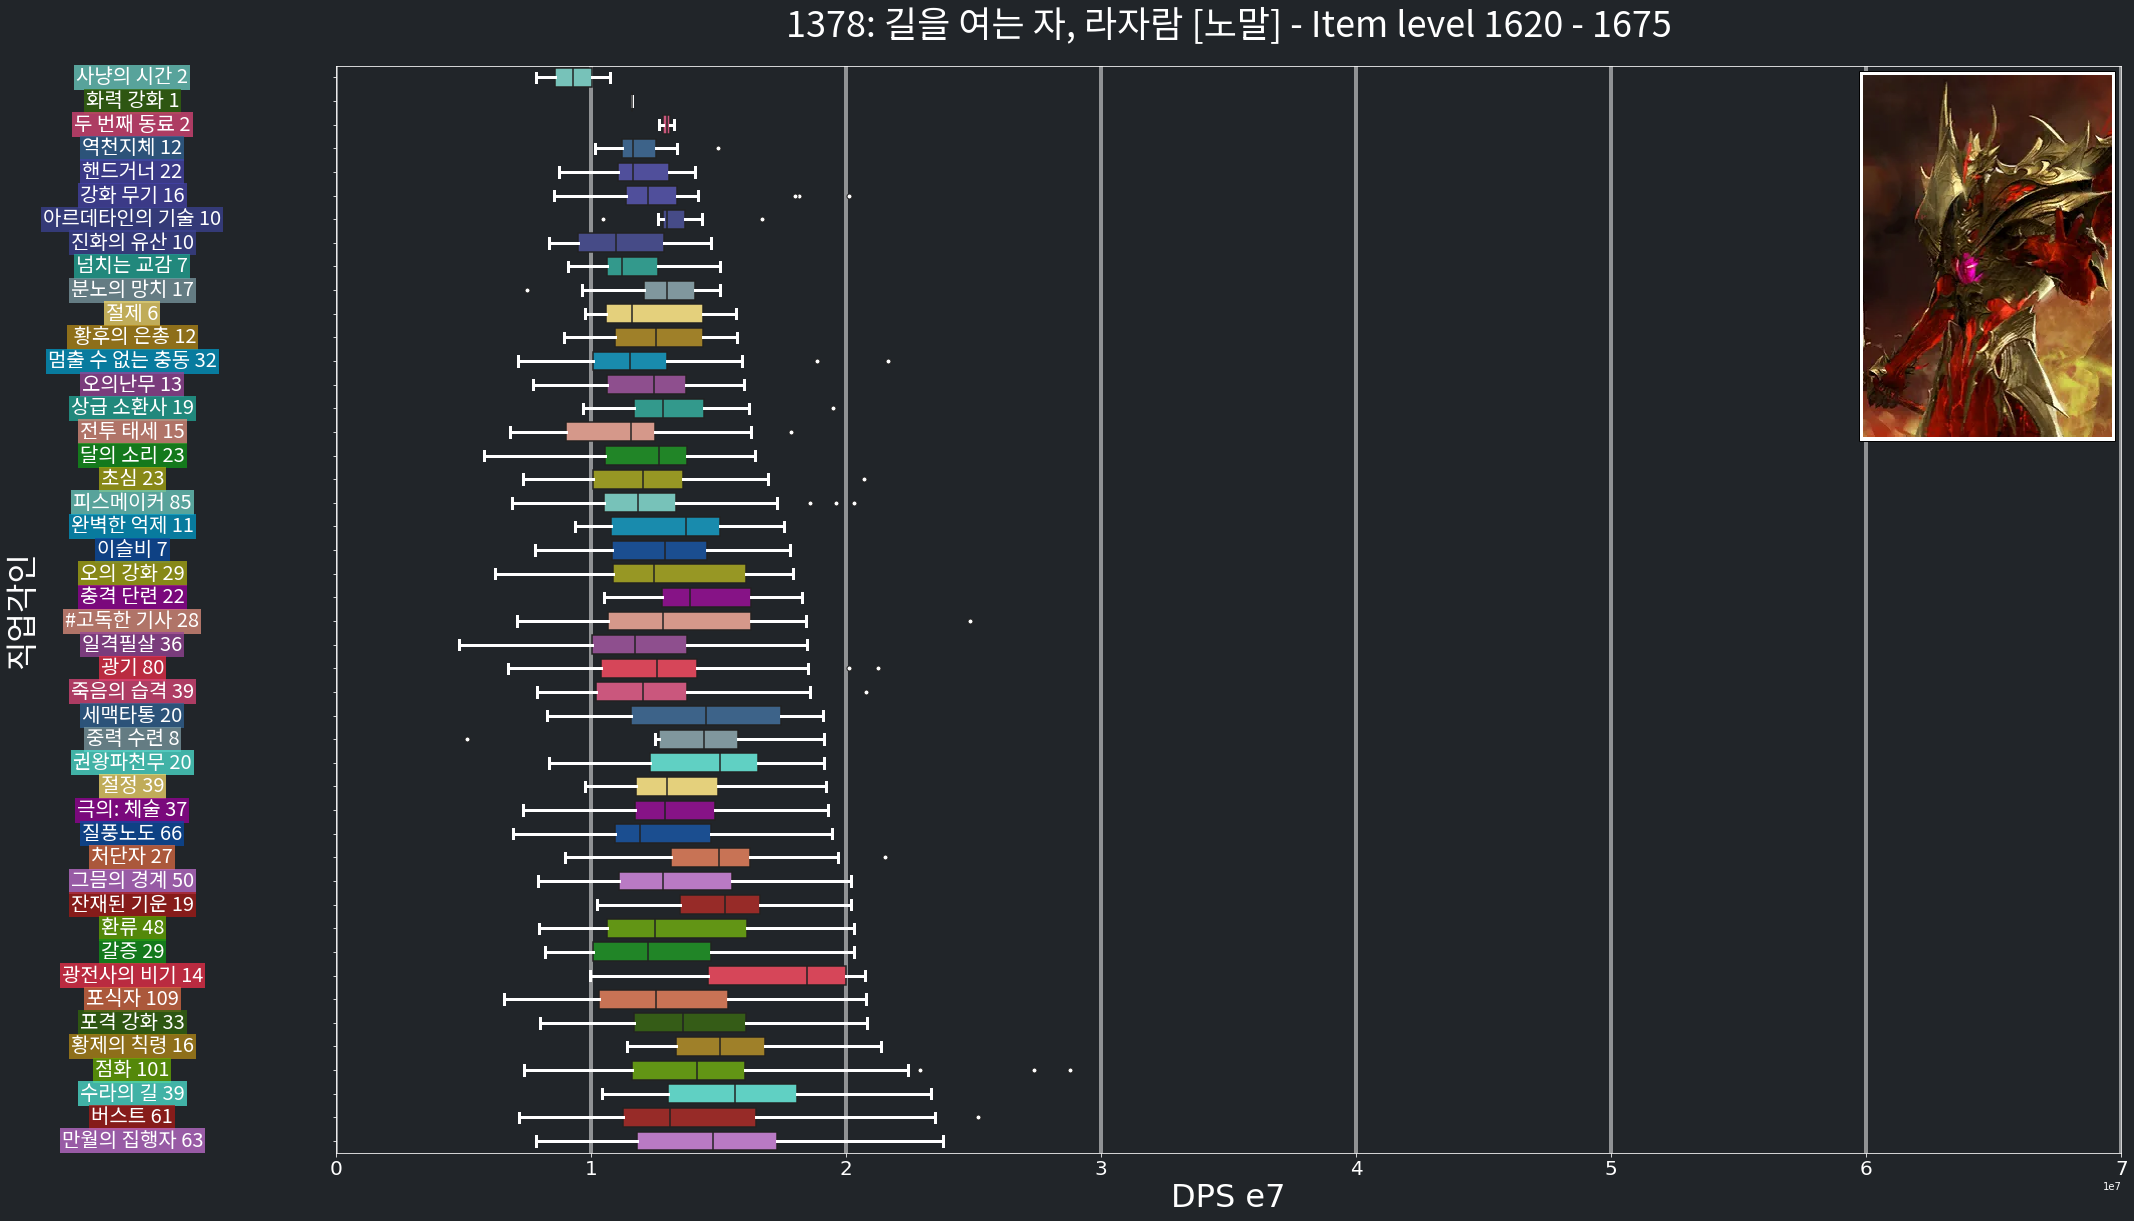 1378: 길을 여는 자, 라자람 [노말] - Item level 1620 - 1675
사냥의 시간 2
화력 강화 1
두 번째 동료 2
역천지체 12
핸드거너 22
강화 무기 16
아르데타인의 기술 10
진화의 유산 10
넘치는 교감 7
분노의 망치 17
절제 6
황후의 은총 12
멈출 수 없는 충동 32
오의난무 13
상급 소환사 19
전투 태세 15
달의 소리 23
초심 23
피스메이커 85
완벽한 억제 11
이슬비 7
오의 강화 29
충격 단련 22
#고독한 기사 28
일격필살 36
광기 80
죽음의 습격 39
세맥타통 20
중력 수련 8
권왕파천무 20
절정 39
극의: 체술 37
질풍노도 66
처단자 27
그믐의 경계 50
잔재된 기운 19
환류 48
갈증 29
광전사의 비기 14
포식자 109
포격 강화 33
황제의 칙령 16
점화 101
수라의 길 39
버스트 61
만월의 집행자 63
직업각인
0 1 2 3 4 5 6 7
1e7
DPS e7